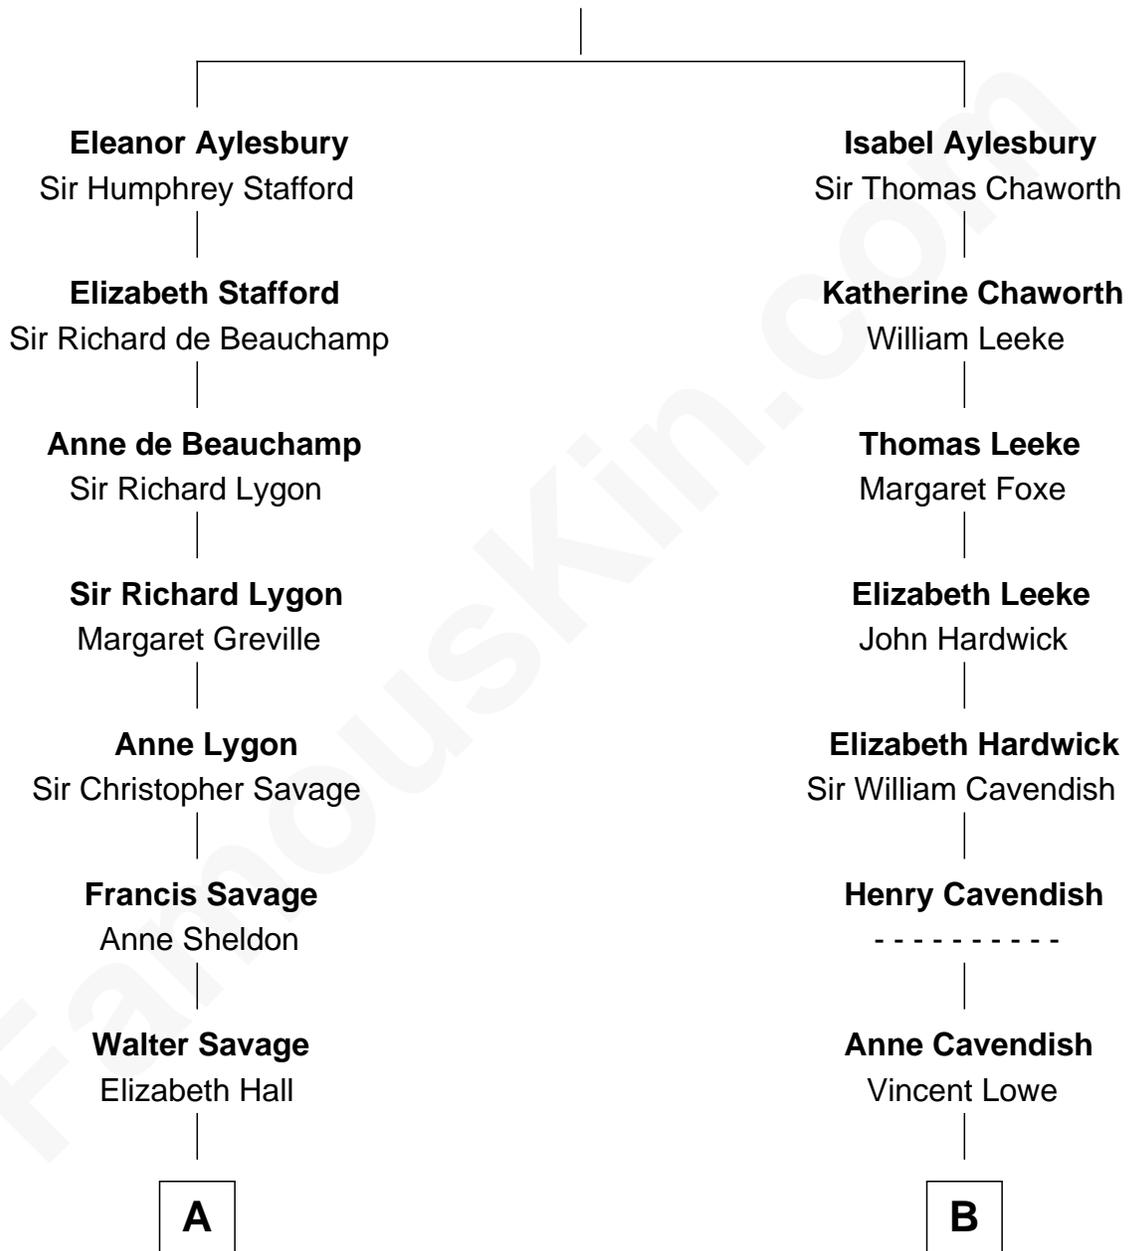 Eleanor Aylesbury
Sir Humphrey Stafford
Elizabeth Stafford
Sir Richard de Beauchamp
Anne de Beauchamp
Sir Richard Lygon
Sir Richard Lygon
Margaret Greville
Anne Lygon
Sir Christopher Savage
Francis Savage
Anne Sheldon
Walter Savage
Elizabeth Hall
A
Isabel Aylesbury
Sir Thomas Chaworth
Katherine Chaworth
William Leeke
Thomas Leeke
Margaret Foxe
Elizabeth Leeke
John Hardwick
Elizabeth Hardwick
Sir William Cavendish
Henry Cavendish
- - - - - - - - - -
Anne Cavendish
Vincent Lowe
B
FamousKin.com